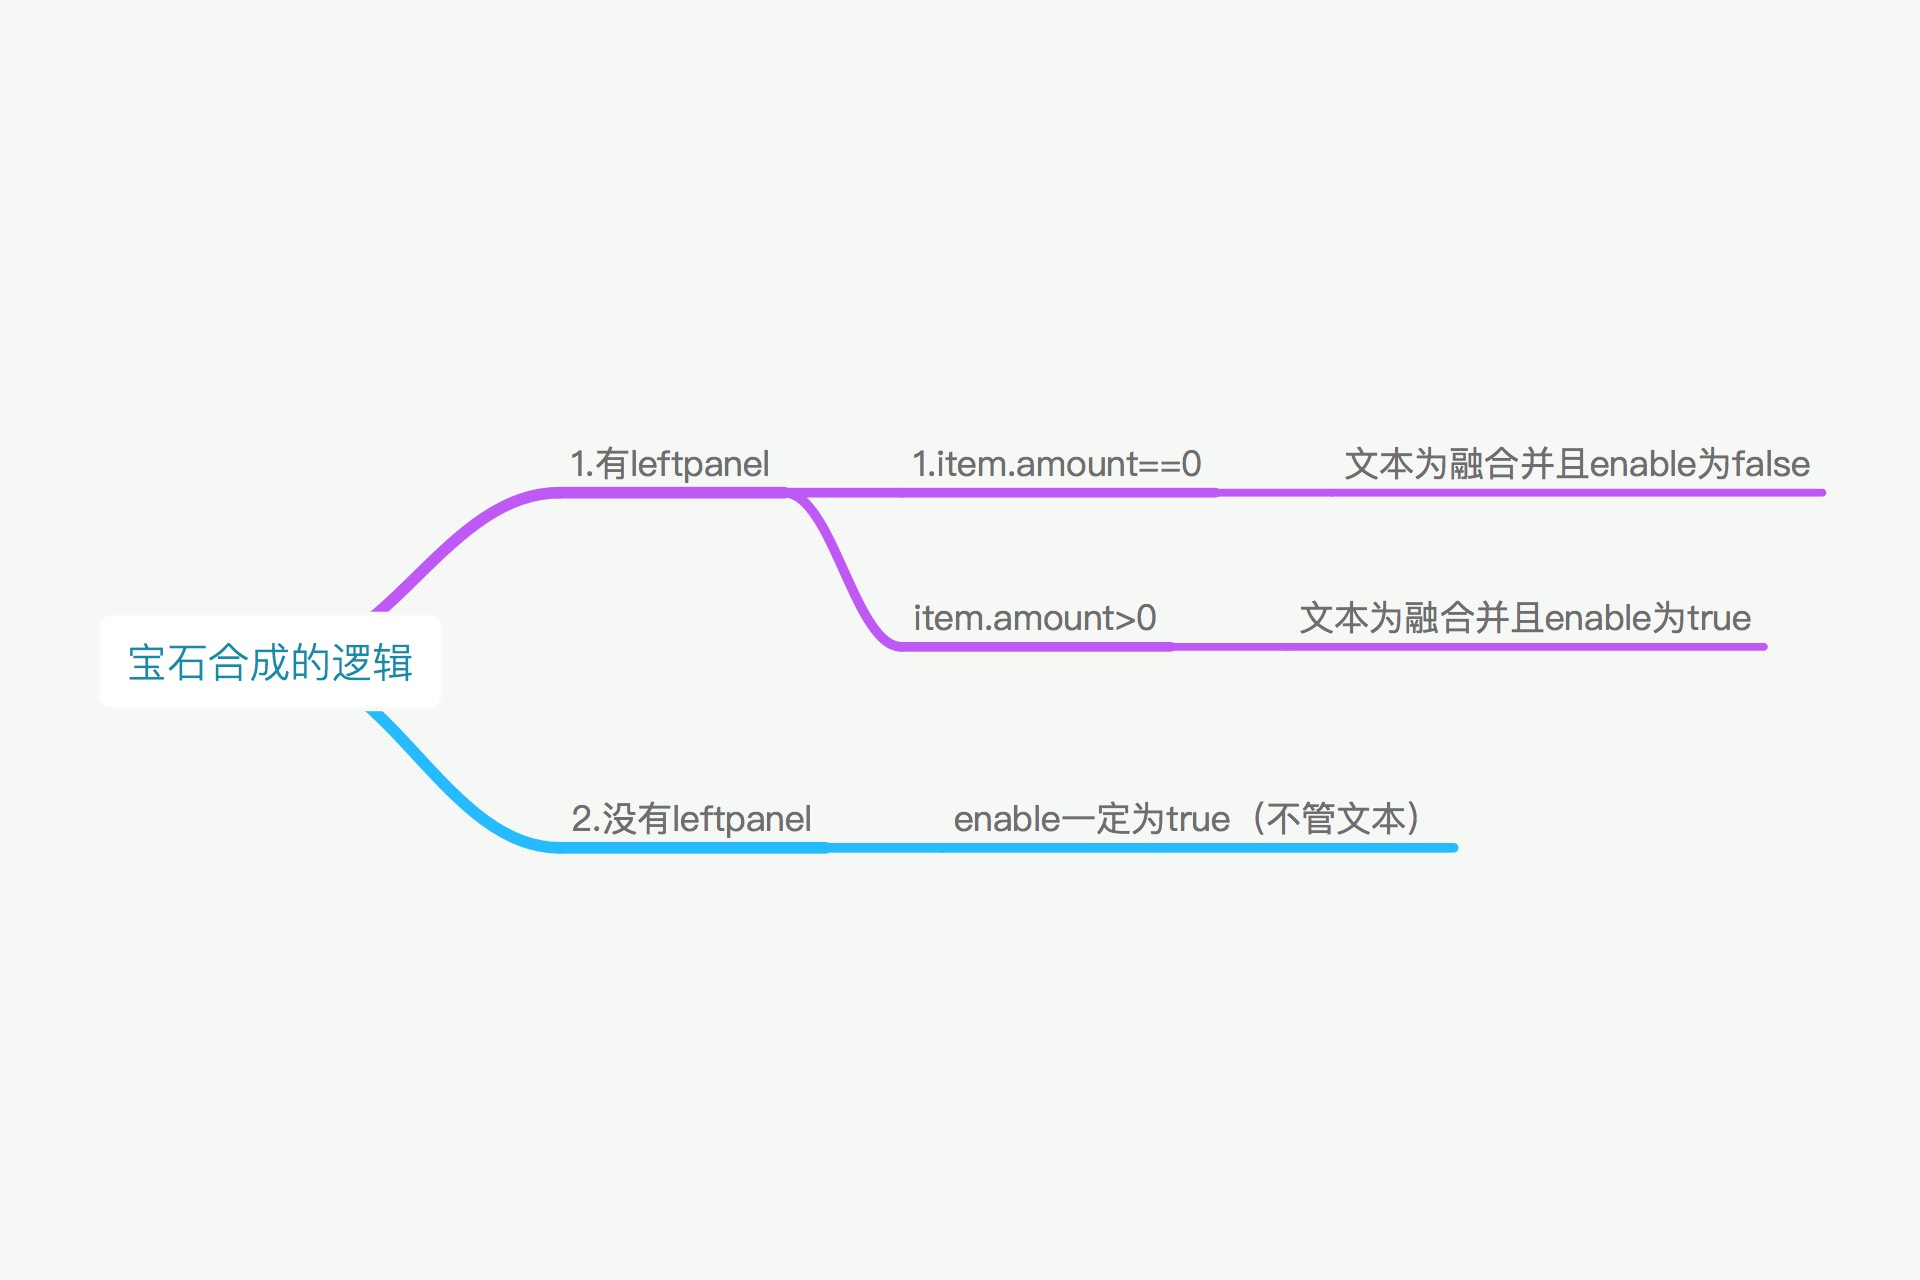 宝石合成的逻辑
1.有leftpanel
1.item.amount==0
文本为融合并且enable为false
item.amount>0
文本为融合并且enable为true
2.没有leftpanel
enable一定为true（不管文本）